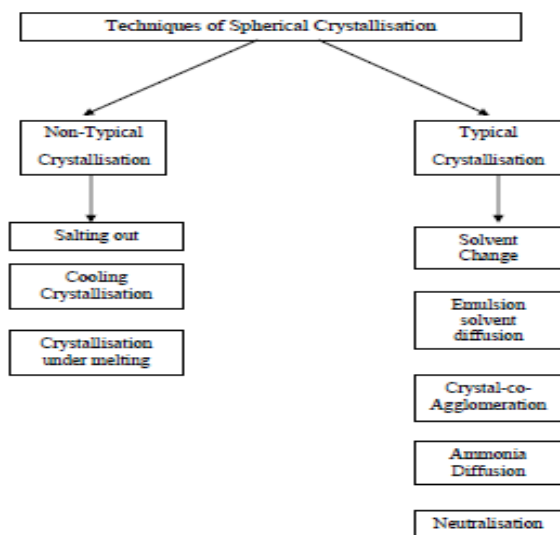 Techniques of Spherical Crystallisation
Non-Typical
Crystallisation
Salting out
Cooling
Crystallisation
Crystallisation
under melting
Typical
Crystallisation
Solvent
Change
Emulsion
solvent
diffusion
Crystal-co-
Agglomeration
Ammonia
Diffusion
Neutralisation